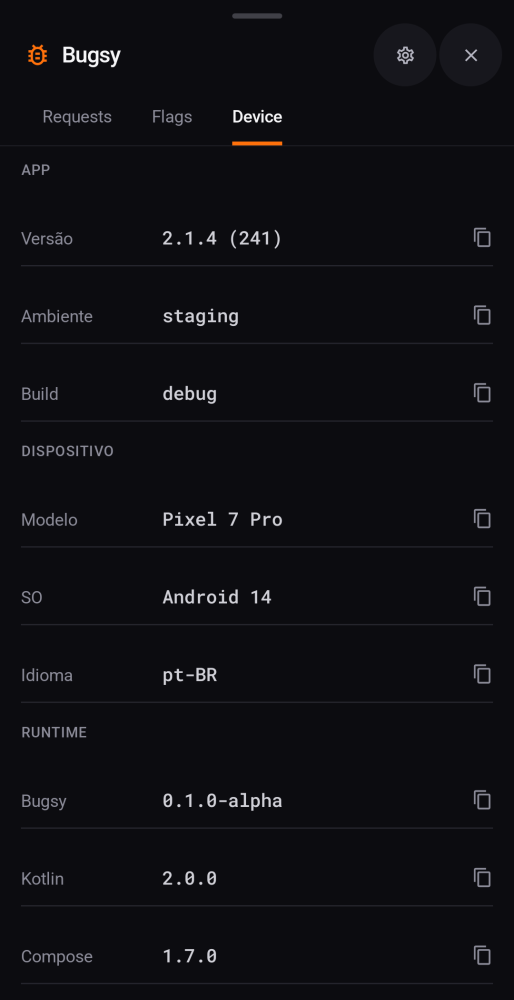 Bugsy
Requests Flags Device
APP
Versão 2.1.4 (241)
Ambiente staging
Build debug
DISPOSITIVO
Modelo Pixel 7 Pro
SO Android 14
Idioma pt-BR
RUNTIME
Bugsy 0.1.0-alpha
Kotlin 2.0.0
Compose 1.7.0